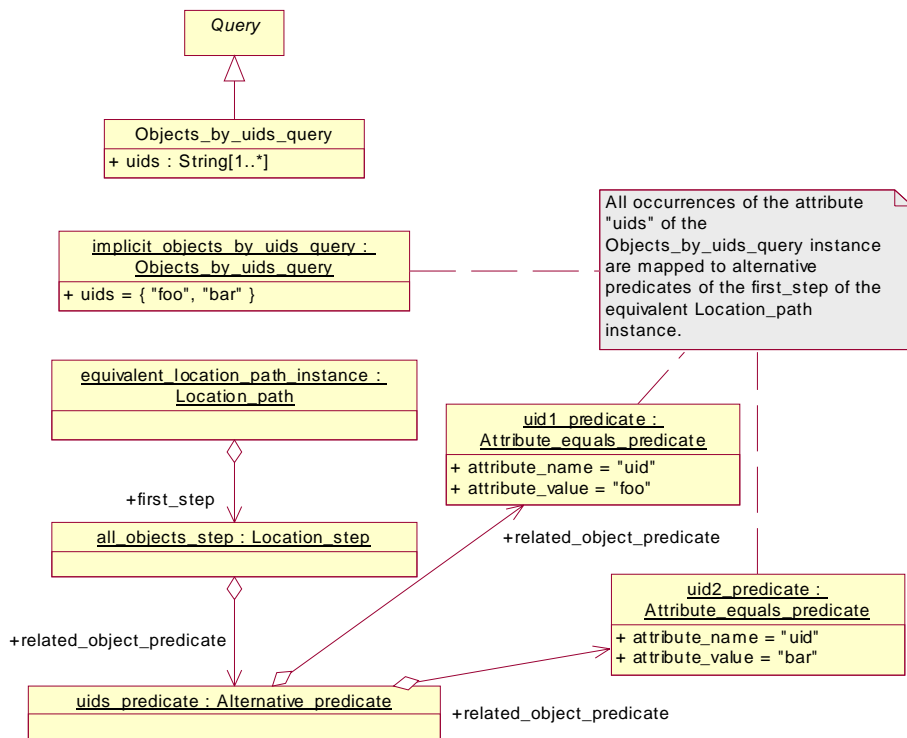 Query
Objects_by_uids_query
+ uids : String[1..*]
implicit_objects_by_uids_query :
Objects_by_uids_query
+ uids = { "foo", "bar" }
All occurrences of the attribute
"uids" of the
Objects_by_uids_query instance
are mapped to alternative
predicates of the first_step of the
equivalent Location_path
instance.
equivalent_location_path_instance :
Location_path
uid1_predicate :
Attribute_equals_predicate
+ attribute_name = "uid"
+ attribute_value = "foo"
+first_step
all_objects_step : Location_step
+related_object_predicate
uid2_predicate :
Attribute_equals_predicate
+ attribute_name = "uid"
+ attribute_value = "bar"
+related_object_predicate
uids_predicate : Alternative_predicate
+related_object_predicate